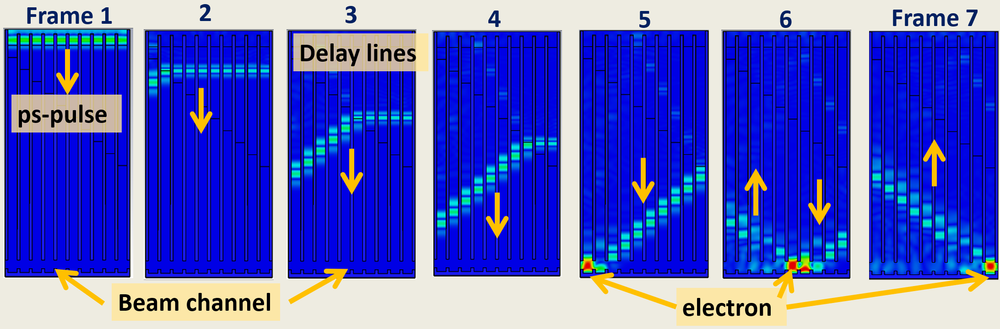 Frame 1
2
3
4
5
6
Frame 7
Delay lines
ps-pulse
Beam channel
electron